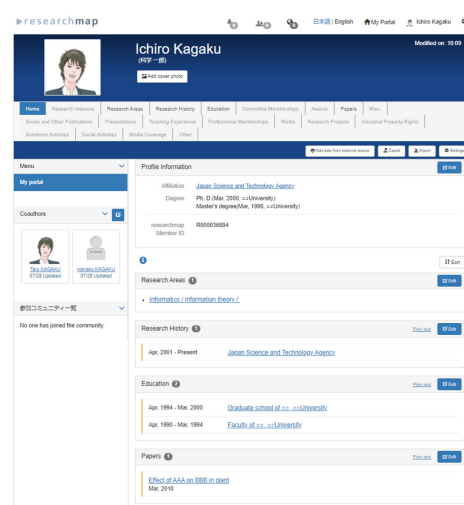 researchmap
0 0 0 日本語 | English My Portal Ichiro Kagaku
Ichiro Kagaku
(科学 一郎)
Modified on: 10:09
Add cover photo
Home Research Interests Research Areas Research History Education Committee Memberships Awards Papers Misc.
Books and Other Publications Presentations Teaching Experience Professional Memberships Works Research Projects Industrial Property Rights
Academic Activities Social Activities Media Coverage Other
Add data from external source Export Import Settings
Menu
My portal
Coauthors
Taro KAGAKU
07/28 Updated
Hanako KAGAKU
07/28 Updated
参加コミュニティ一覧
No one has joined the community.
Profile Information
Edit
Affiliation Japan Science and Technology Agency
Degree Ph. D.(Mar, 2000, ○○University)
Master's degree(Mar, 1996, ○○University)
researchmap R000036694
Member ID
Sort
Research Areas 1
Edit
Informatics / Information theory /
Research History 1
Plain text Edit
Apr, 2001 - Present Japan Science and Technology Agency
Education 2
Plain text Edit
Apr, 1994 - Mar, 2000 Graduate school of ○○, ○○University
Apr, 1990 - Mar, 1994 Faculty of ○○, ○○University
Papers 1
Plain text Edit
Effect of AAA on BBB in plant
Mar, 2010